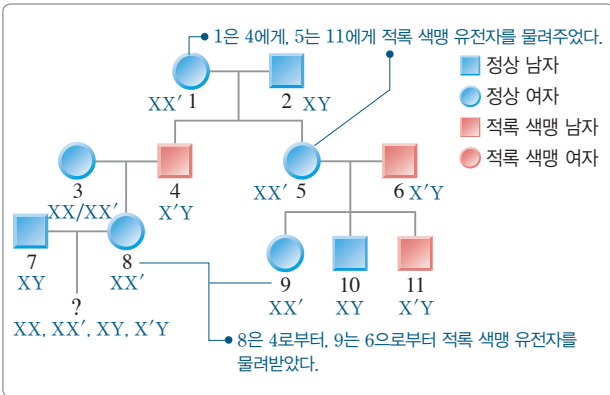 1은 4에게, 5는 11에게 적록 색맹 유전자를 물려주었다.
정상 남자
정상 여자
적록 색맹 남자
적록 색맹 여자
XX′ 1
2 XY
3
XX/XX′
4
X′Y
XX′ 5
6 X′Y
7
XY
8
XX′
9
XX′
10
XY
11
X′Y
?
XX, XX′, XY, X′Y
8은 4로부터, 9는 6으로부터 적록 색맹 유전자를
물려받았다.